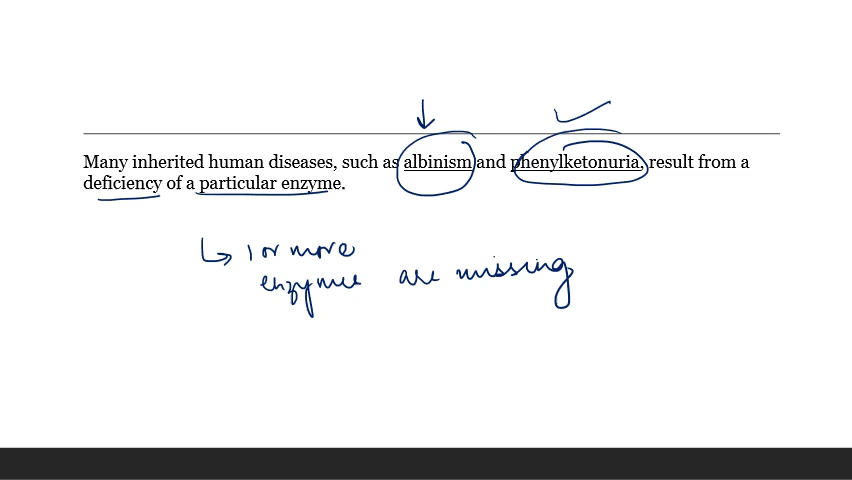 Many inherited human diseases, such as albinism and phenylketonuria, result from a
deficiency of a particular enzyme.
1 or more
enzymes are missing